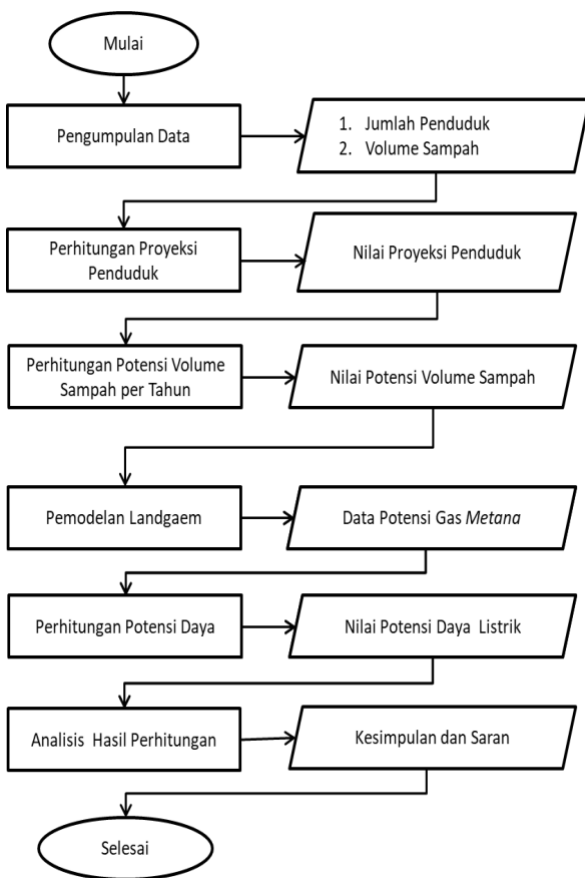 Mulai
Pengumpulan Data
1. Jumlah Penduduk
2. Volume Sampah
Perhitungan Proyeksi
Penduduk
Nilai Proyeksi Penduduk
Perhitungan Potensi Volume
Sampah per Tahun
Nilai Potensi Volume Sampah
Pemodelan Landgaem
Data Potensi Gas Metana
Perhitungan Potensi Daya
Nilai Potensi Daya Listrik
Analisis Hasil Perhitungan
Kesimpulan dan Saran
Selesai